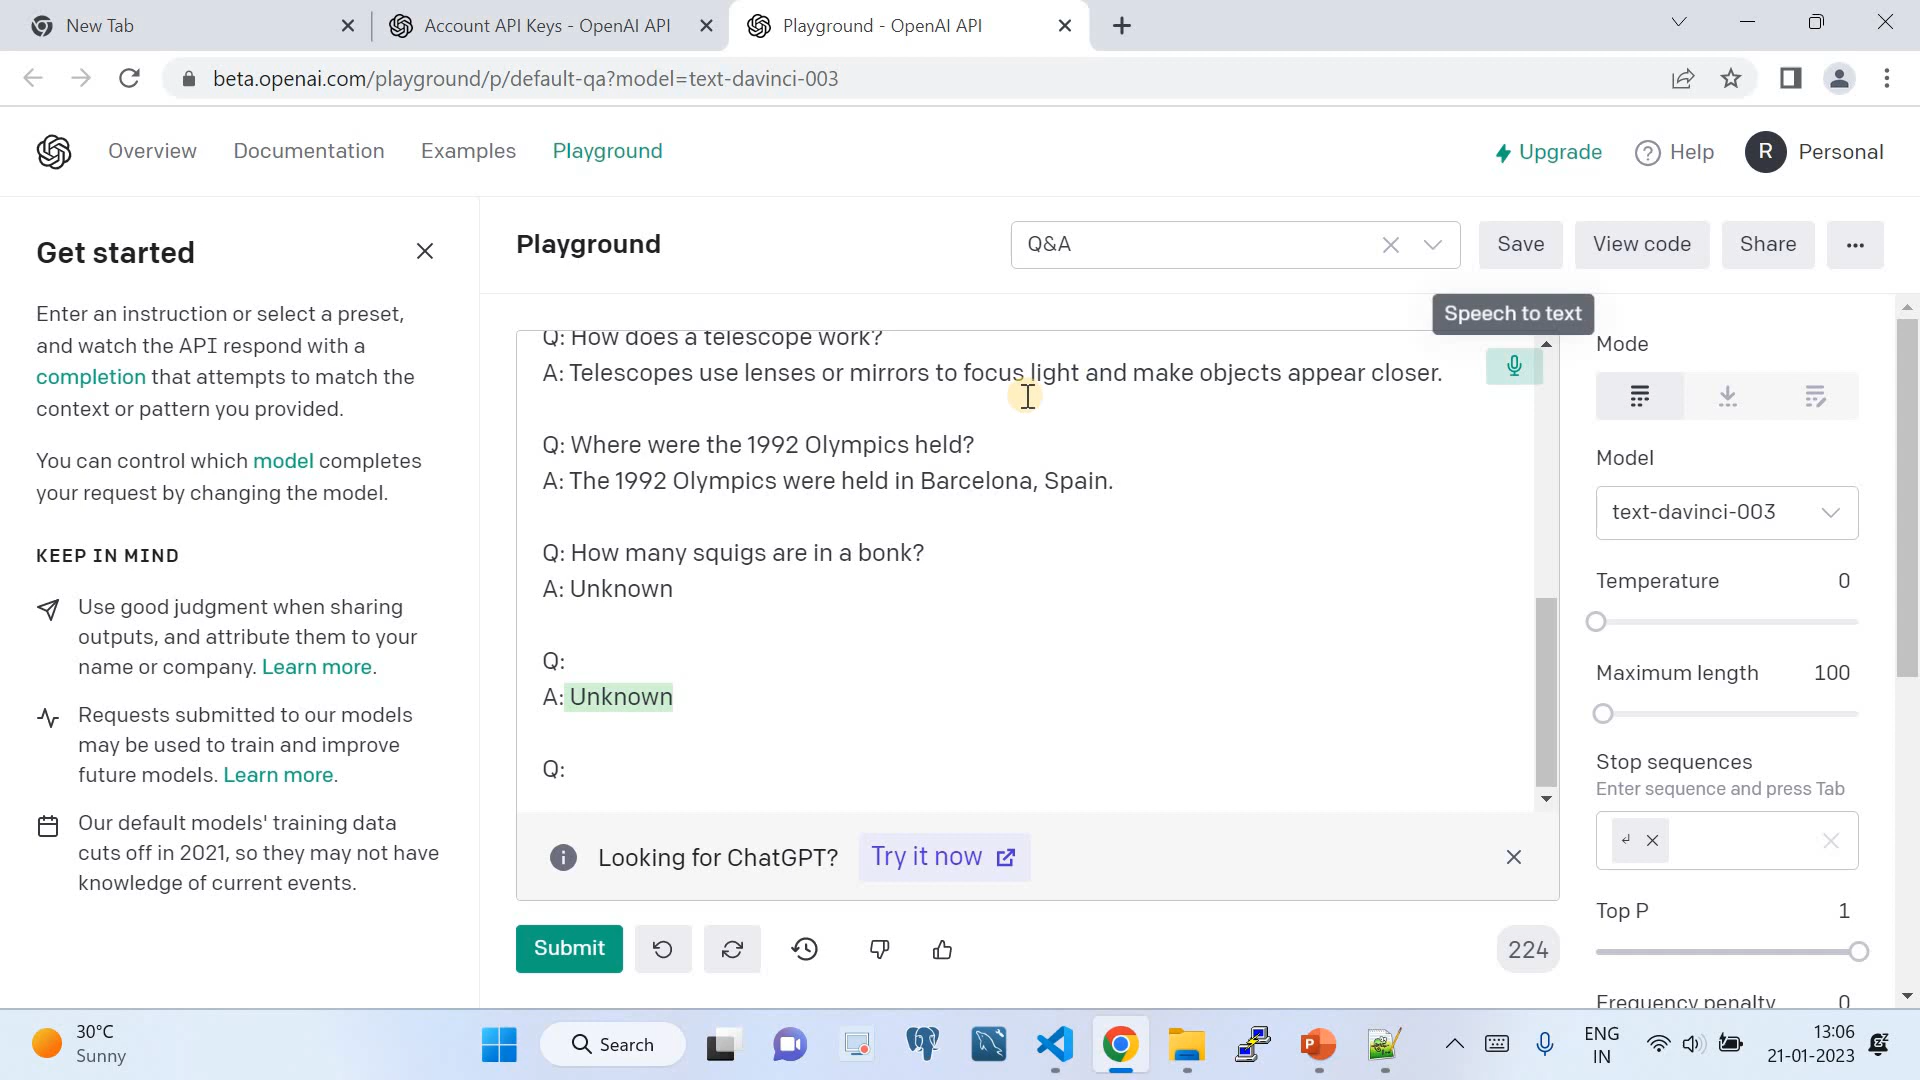 New Tab
Account API Keys - OpenAI API
Playground - OpenAI API
beta.openai.com/playground/p/default-qa?model=text-davinci-003
Overview
Documentation
Examples
Playground
Upgrade
Help
R
Personal
Get started
Enter an instruction or select a preset,
and watch the API respond with a
completion that attempts to match the
context or pattern you provided.
You can control which model completes
your request by changing the model.
KEEP IN MIND
Use good judgment when sharing
outputs, and attribute them to your
name or company. Learn more.
Requests submitted to our models
may be used to train and improve
future models. Learn more.
Our default models' training data
cuts off in 2021, so they may not have
knowledge of current events.
Playground
Q&A
Save
View code
Share
Speech to text
Q: How does a telescope work?
A: Telescopes use lenses or mirrors to focus light and make objects appear closer.
Q: Where were the 1992 Olympics held?
A: The 1992 Olympics were held in Barcelona, Spain.
Q: How many squigs are in a bonk?
A: Unknown
Q:
A: Unknown
Q:
Looking for ChatGPT?
Try it now
Submit
224
Mode
Model
text-davinci-003
Temperature 0
Maximum length 100
Stop sequences
Enter sequence and press Tab
↵
Top P 1
Frequency penalty 0
30°C
Sunny
Search
ENG
IN
13:06
21-01-2023